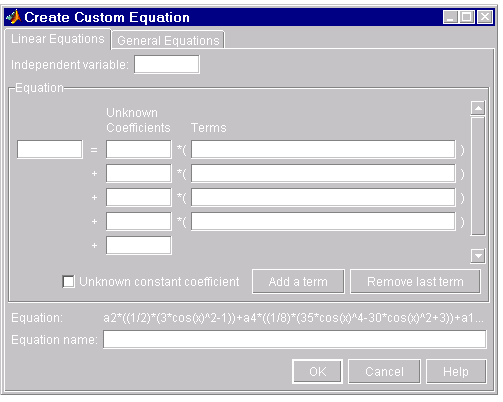 Create Custom Equation
Linear Equations General Equations
Independent variable:
Equation
Unknown
Coefficients Terms
= *( )
+ *( )
+ *( )
+ *( )
+
Unknown constant coefficient Add a term Remove last term
Equation: a2*((1/2)*(3*cos(x)^2-1))+a4*((1/8)*(35*cos(x)^4-30*cos(x)^2+3))+a1...
Equation name:
OK Cancel Help